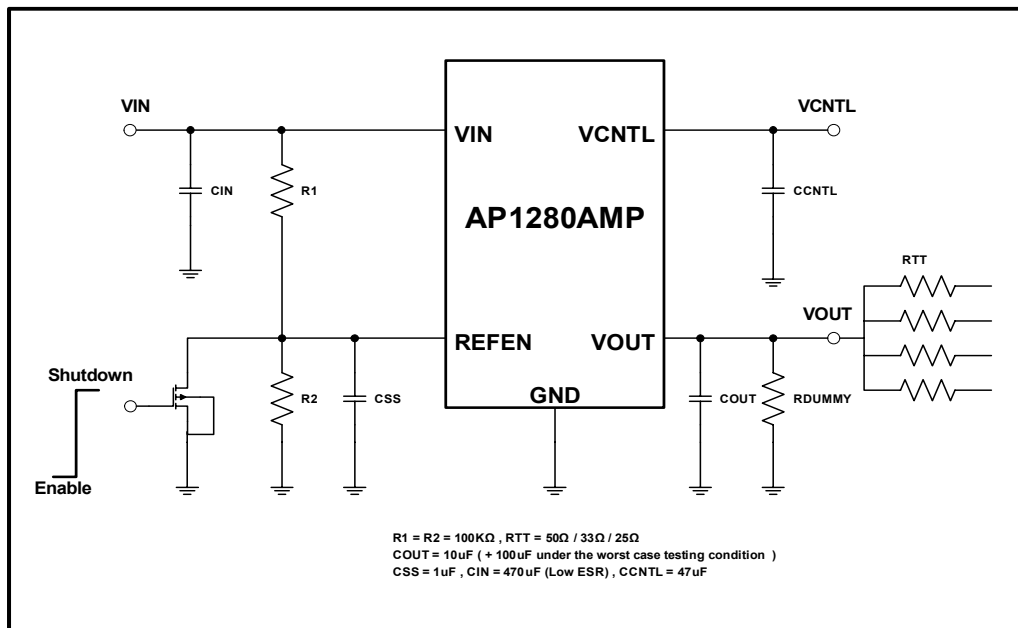 VIN
VCNTL
VIN
VCNTL
CIN
R1
CCNTL
AP1280AMP
RTT
VOUT
REFEN
VOUT
Shutdown
R2
CSS
GND
COUT
RDUMMY
Enable
R1 = R2 = 100KΩ , RTT = 50Ω / 33Ω / 25Ω
COUT = 10uF ( + 100uF under the worst case testing condition )
CSS = 1uF , CIN = 470uF (Low ESR) , CCNTL = 47uF